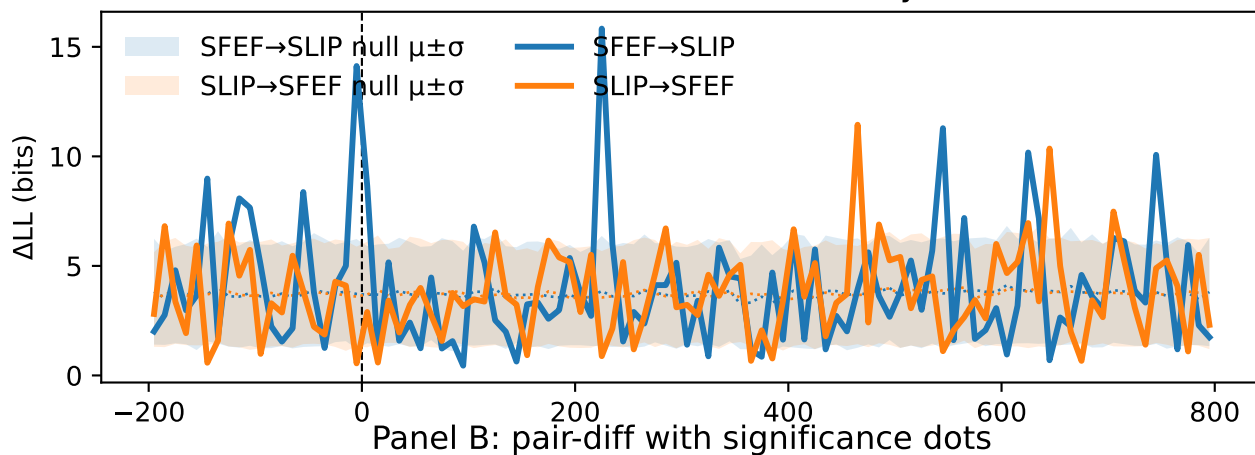 SFEF→SLIP null μ±σ
SLIP→SFEF null μ±σ
SFEF→SLIP
SLIP→SFEF
ΔLL (bits)
15
10
5
0
−200 0 200 400 600 800
Panel B: pair-diff with significance dots